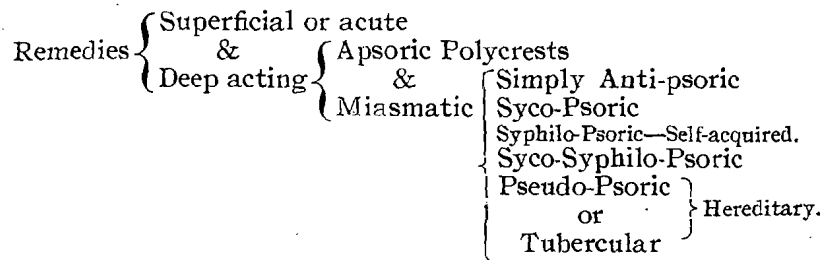 Superficial or acute
Remedies &
Deep acting Apsoric Polycrests
&
Miasmatic Simply Anti-psoric
Syco-Psoric
Syphilo-Psoric—Self-acquired.
Syco-Syphilo-Psoric
Pseudo-Psoric
or Hereditary.
Tubercular